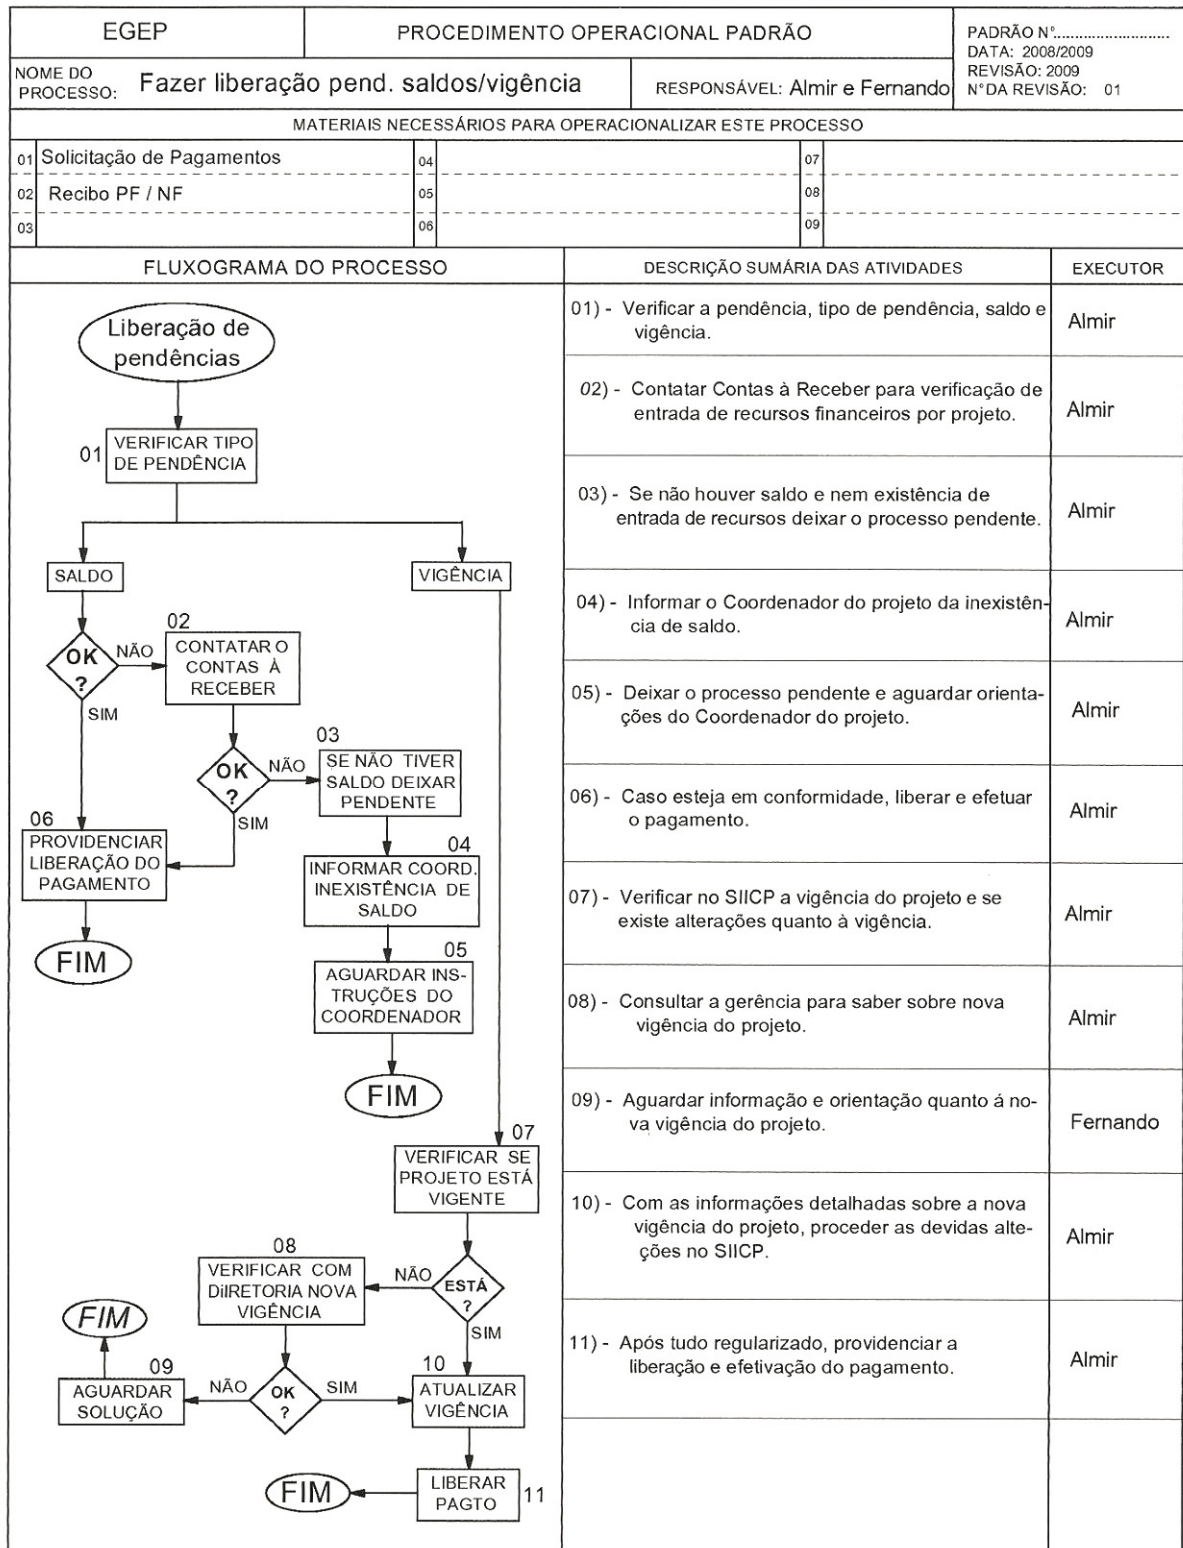 EGEP
PROCEDIMENTO OPERACIONAL PADRÃO
PADRÃO N°............................
DATA: 2008/2009
REVISÃO: 2009
N°DA REVISÃO: 01
NOME DO
PROCESSO:
Fazer liberação pend. saldos/vigência
RESPONSÁVEL: Almir e Fernando
MATERIAIS NECESSÁRIOS PARA OPERACIONALIZAR ESTE PROCESSO
01 Solicitação de Pagamentos
04
07
02 Recibo PF / NF
05
08
03
06
09
FLUXOGRAMA DO PROCESSO
Liberação de
pendências
01
VERIFICAR TIPO
DE PENDÊNCIA
SALDO
VIGÊNCIA
OK
?
NÃO
SIM
02
CONTATAR O
CONTAS À
RECEBER
OK
?
NÃO
SIM
03
SE NÃO TIVER
SALDO DEIXAR
PENDENTE
06
PROVIDENCIAR
LIBERAÇÃO DO
PAGAMENTO
FIM
04
INFORMAR COORD.
INEXISTÊNCIA DE
SALDO
05
AGUARDAR INS-
TRUÇÕES DO
COORDENADOR
FIM
07
VERIFICAR SE
PROJETO ESTÁ
VIGENTE
ESTÁ
?
NÃO
SIM
08
VERIFICAR COM
DiIRETORIA NOVA
VIGÊNCIA
FIM
09
AGUARDAR
SOLUÇÃO
NÃO
OK
?
SIM
10
ATUALIZAR
VIGÊNCIA
FIM
LIBERAR
PAGTO
11
DESCRIÇÃO SUMÁRIA DAS ATIVIDADES
EXECUTOR
01) - Verificar a pendência, tipo de pendência, saldo e
vigência.
Almir
02) - Contatar Contas à Receber para verificação de
entrada de recursos financeiros por projeto.
Almir
03) - Se não houver saldo e nem existência de
entrada de recursos deixar o processo pendente.
Almir
04) - Informar o Coordenador do projeto da inexistên-
cia de saldo.
Almir
05) - Deixar o processo pendente e aguardar orienta-
ções do Coordenador do projeto.
Almir
06) - Caso esteja em conformidade, liberar e efetuar
o pagamento.
Almir
07) - Verificar no SIICP a vigência do projeto e se
existe alterações quanto à vigência.
Almir
08) - Consultar a gerência para saber sobre nova
vigência do projeto.
Almir
09) - Aguardar informação e orientação quanto á no-
va vigência do projeto.
Fernando
10) - Com as informações detalhadas sobre a nova
vigência do projeto, proceder as devidas alte-
ções no SIICP.
Almir
11) - Após tudo regularizado, providenciar a
liberação e efetivação do pagamento.
Almir